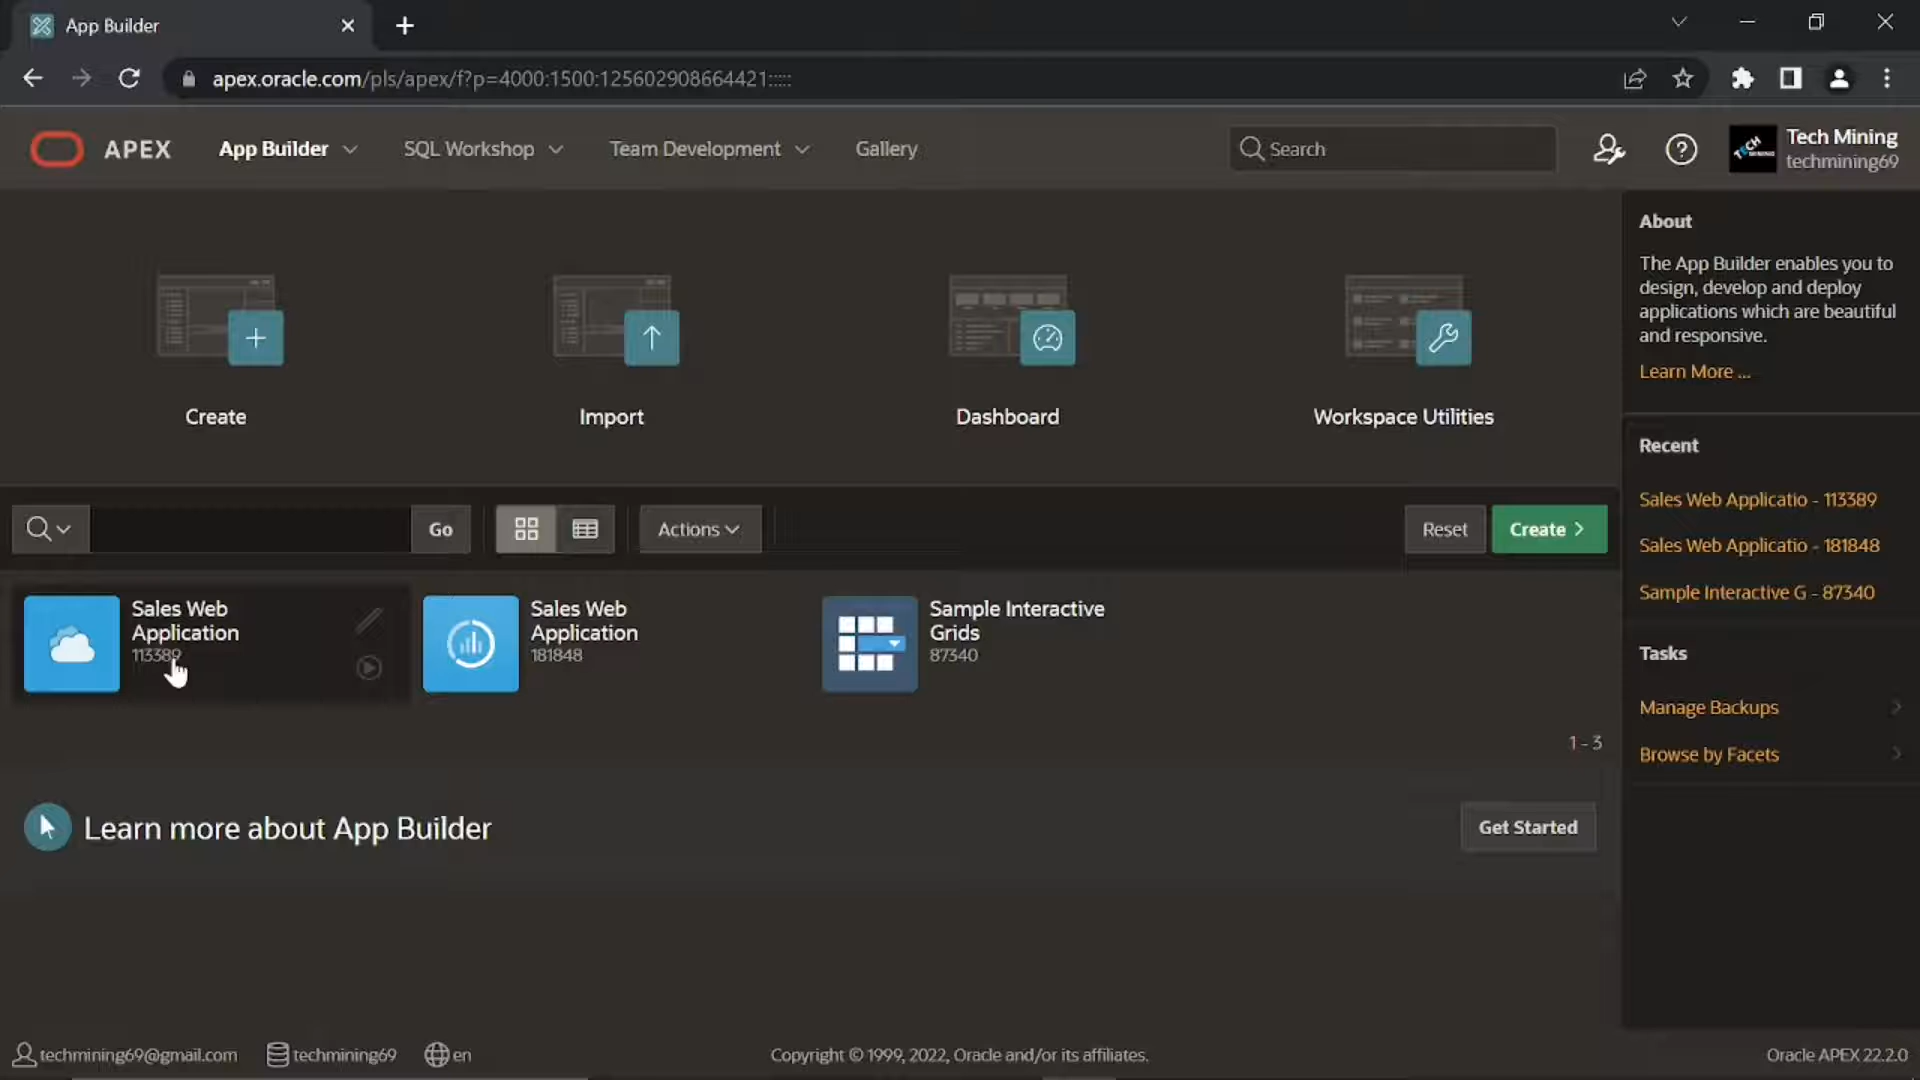 App Builder
apex.oracle.com/pls/apex/f?p=4000:1500:125602908664421:::::
APEX
App Builder
SQL Workshop
Team Development
Gallery
Search
Tech Mining
techmining69
Create
Import
Dashboard
Workspace Utilities
About
The App Builder enables you to
design, develop and deploy
applications which are beautiful
and responsive.
Learn More ...
Recent
Sales Web Applicatio - 113389
Sales Web Applicatio - 181848
Sample Interactive G - 87340
Tasks
Manage Backups
Browse by Facets
Go
Actions
Reset
Create
Sales Web
Application
113389
Sales Web
Application
181848
Sample Interactive
Grids
87340
1 - 3
Learn more about App Builder
Get Started
techmining69@gmail.com
techmining69
en
Copyright © 1999, 2022, Oracle and/or its affiliates.
Oracle APEX 22.2.0